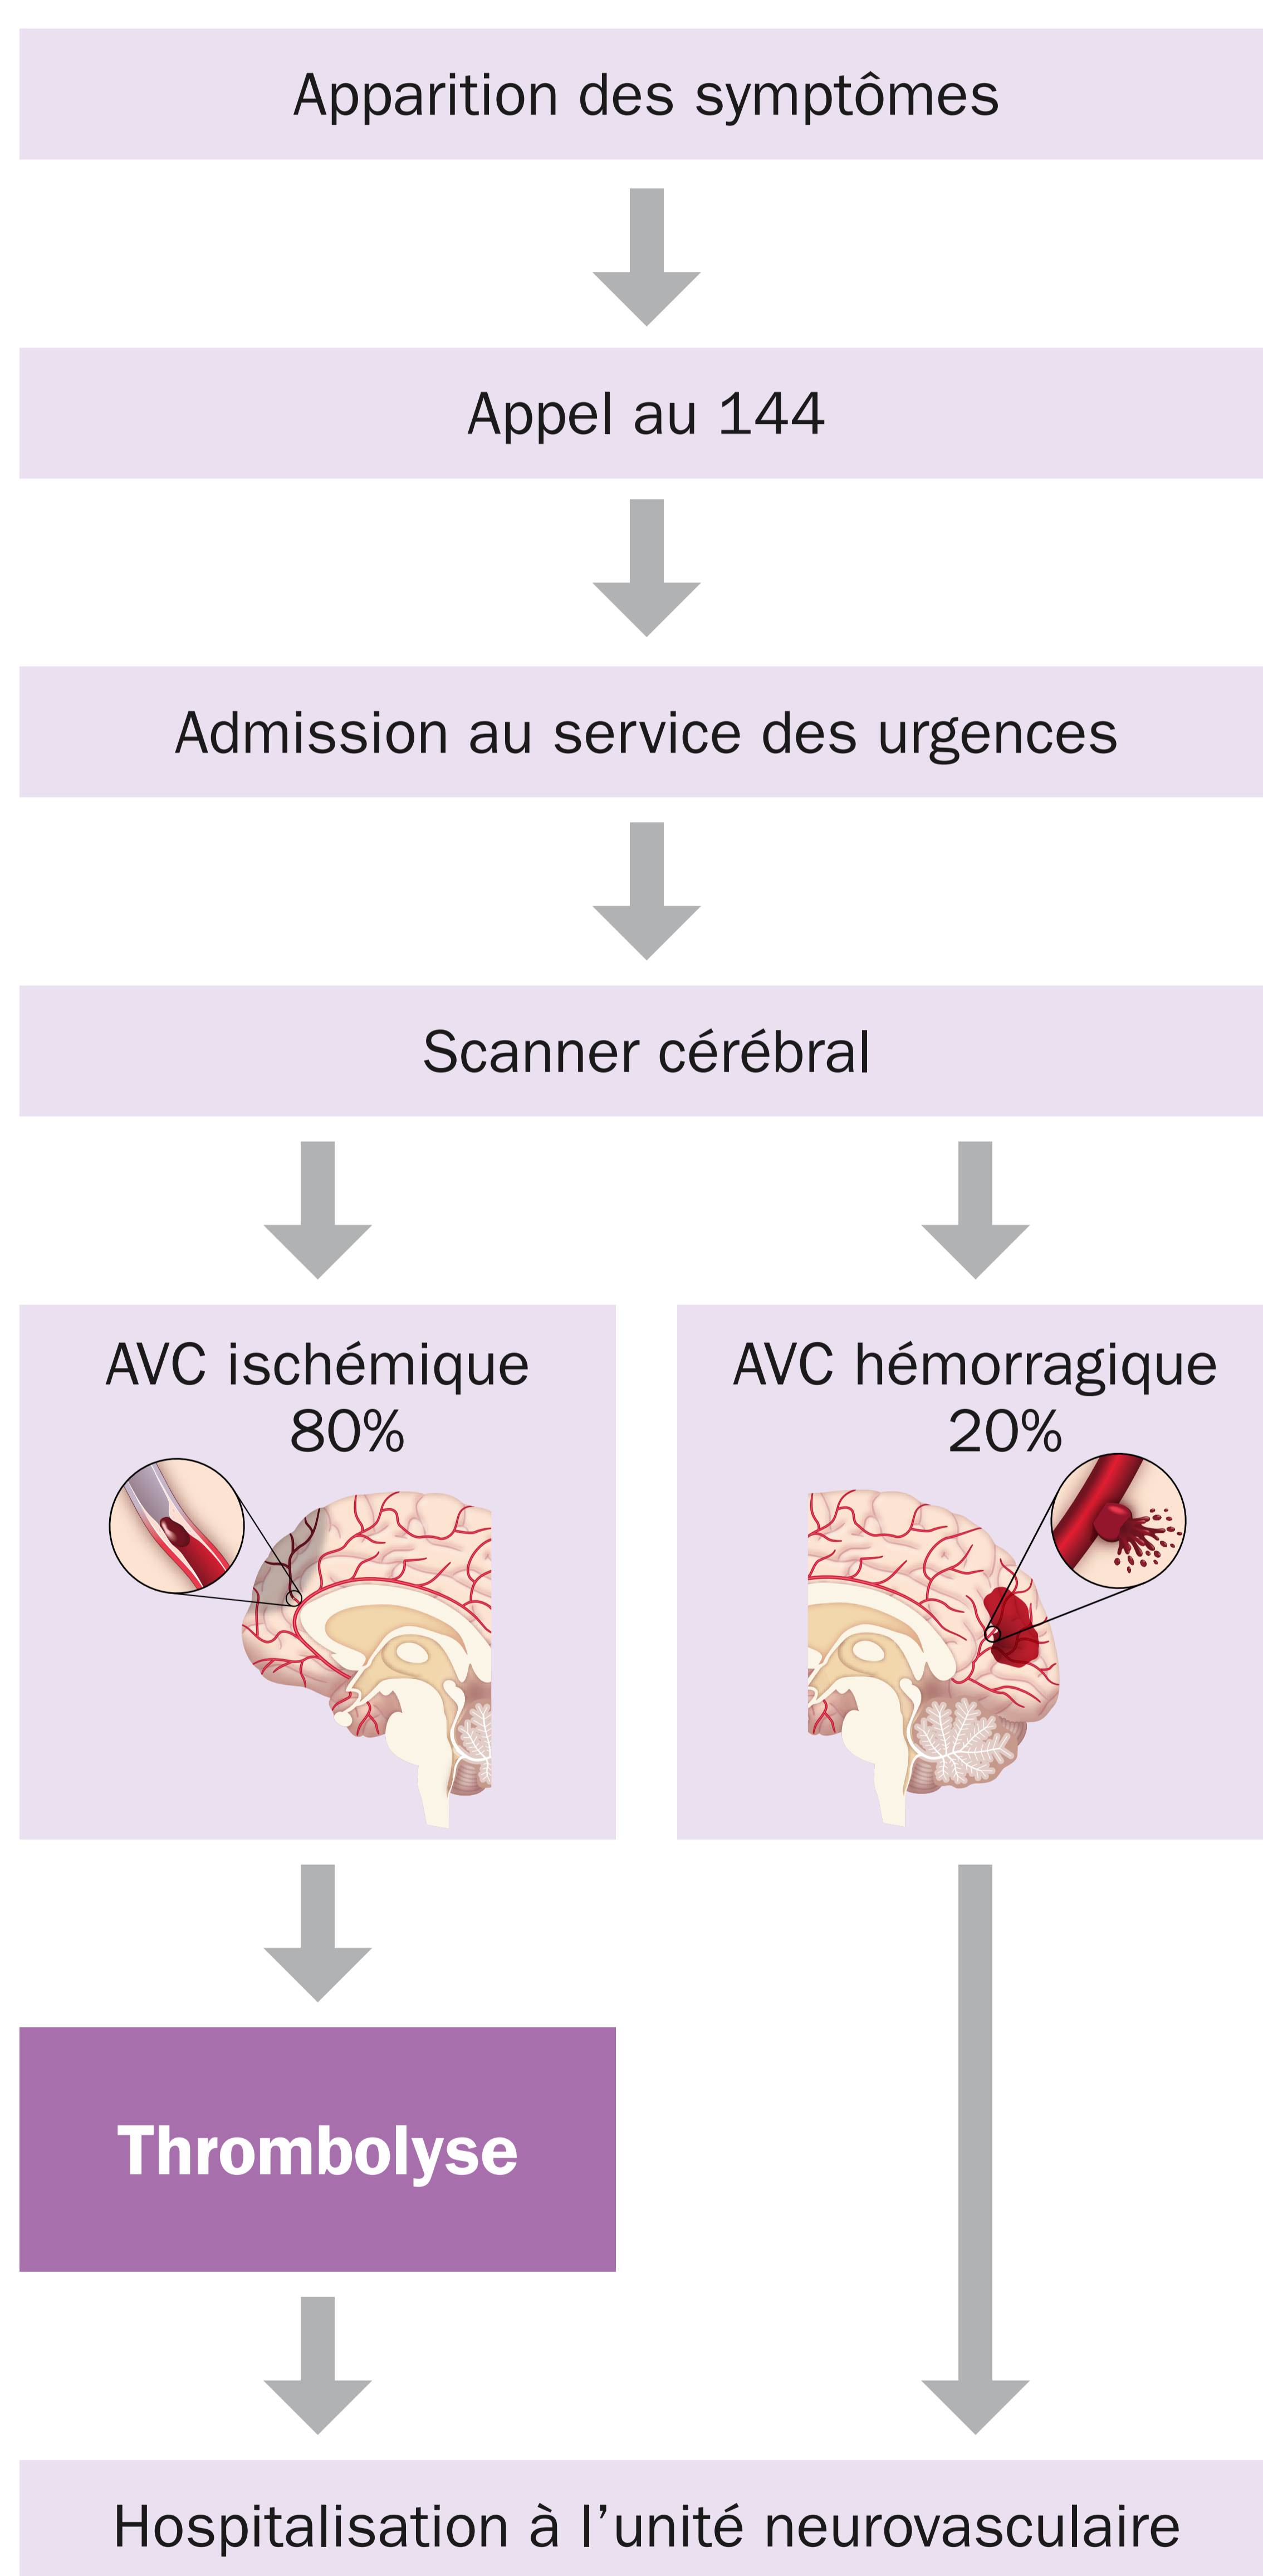 Apparition des symptômes
Appel au 144
Admission au service des urgences
Scanner cérébral
AVC ischémique
80%
AVC hémorragique
20%
Thrombolyse
Hospitalisation à l’unité neurovasculaire